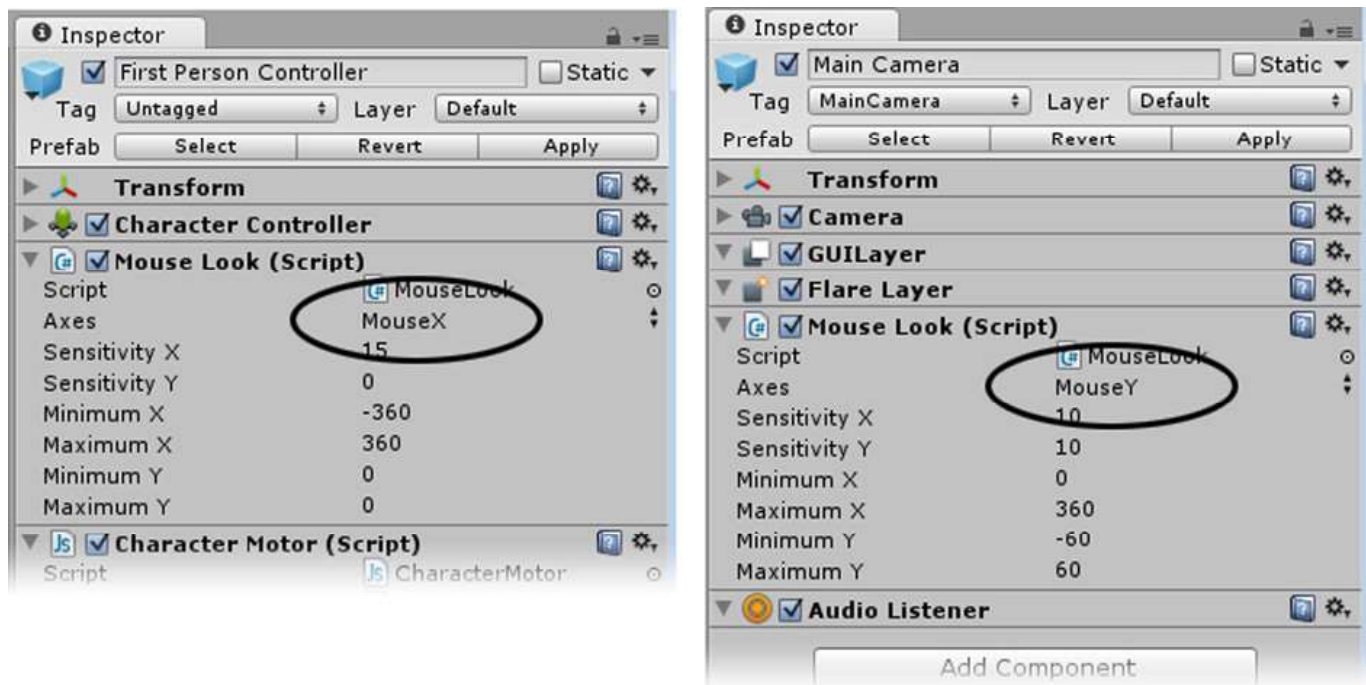 Inspector
First Person Controller Static
Tag Untagged Layer Default
Prefab Select Revert Apply
Transform
Character Controller
Mouse Look (Script)
Script MouseLook
Axes MouseX
Sensitivity X 15
Sensitivity Y 0
Minimum X -360
Maximum X 360
Minimum Y 0
Maximum Y 0
Character Motor (Script)
Script CharacterMotor
Inspector
Main Camera Static
Tag MainCamera Layer Default
Prefab Select Revert Apply
Transform
Camera
GUILayer
Flare Layer
Mouse Look (Script)
Script MouseLook
Axes MouseY
Sensitivity X 10
Sensitivity Y 10
Minimum X 0
Maximum X 360
Minimum Y -60
Maximum Y 60
Audio Listener
Add Component